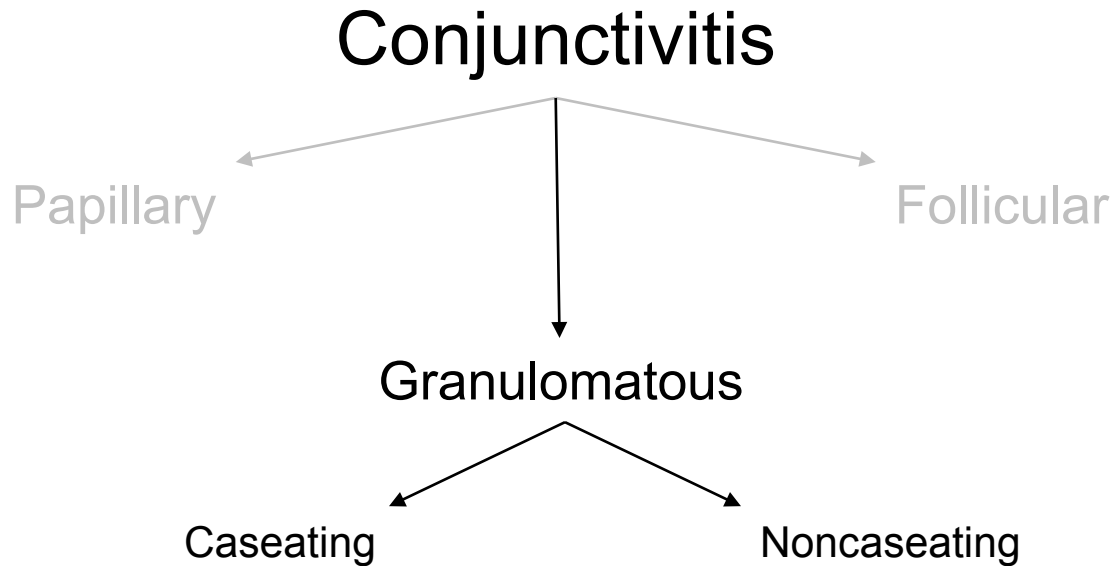 Conjunctivitis
Papillary
Follicular
Granulomatous
Caseating
Noncaseating